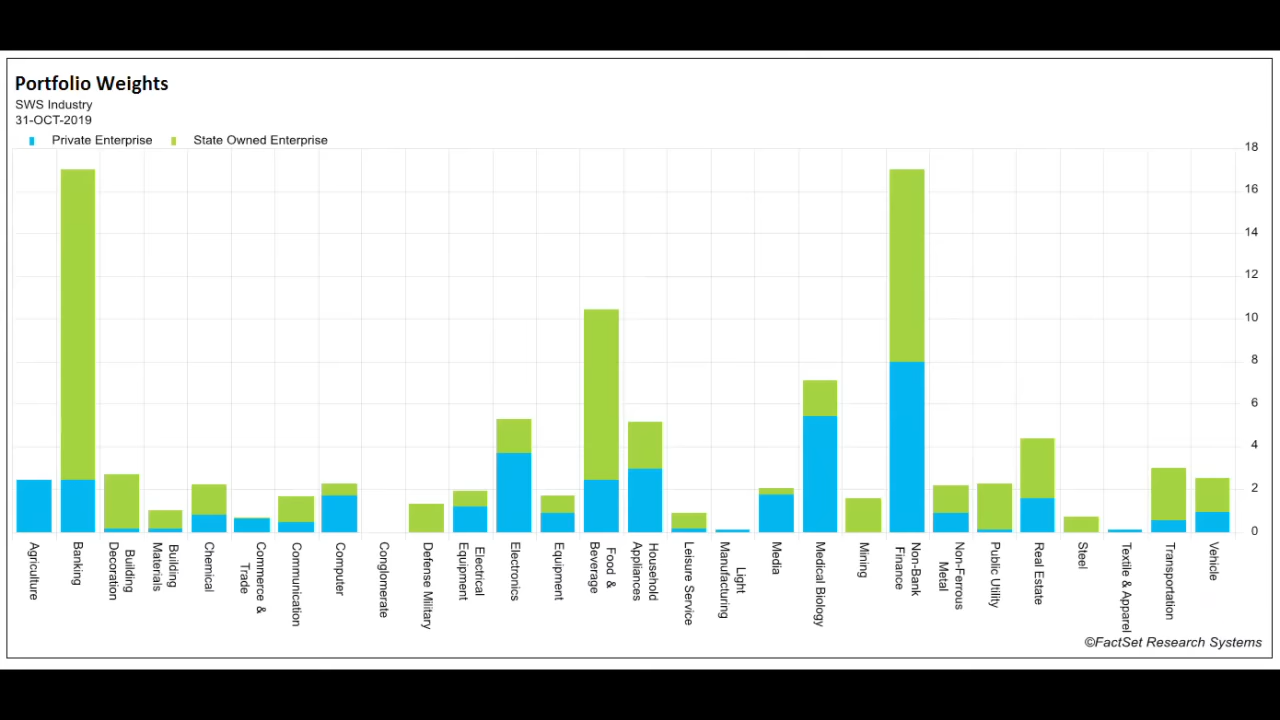 Portfolio Weights
SWS Industry
31-OCT-2019
Private Enterprise
State Owned Enterprise
18
16
14
12
10
8
6
4
2
0
Agriculture
Banking
Building
Decoration
Building
Materials
Chemical
Commerce &
Trade
Communication
Computer
Conglomerate
Defense Military
Electrical
Equipment
Electronics
Equipment
Food &
Beverage
Household
Appliances
Leisure Service
Light
Manufacturing
Media
Medical Biology
Mining
Non-Bank
Finance
Non-Ferrous
Metal
Public Utility
Real Estate
Steel
Textile & Apparel
Transportation
Vehicle
©FactSet Research Systems